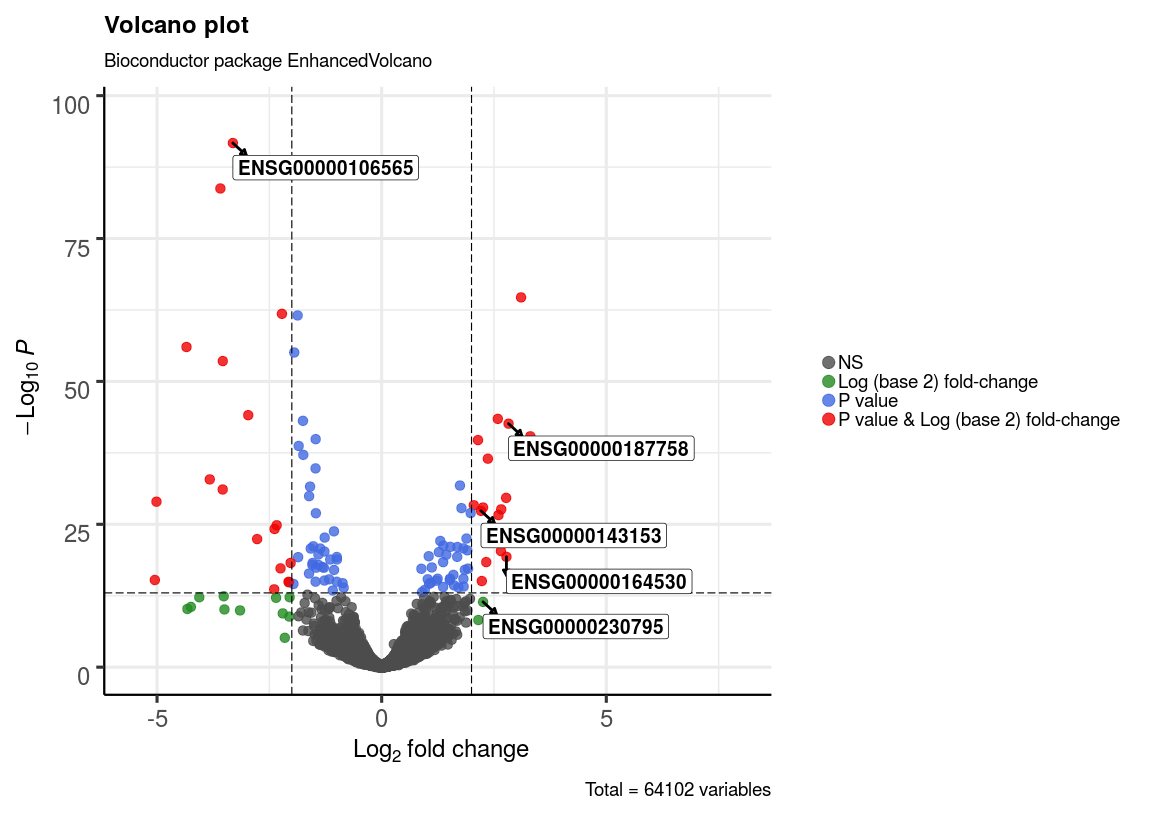 Volcano plot
Bioconductor package EnhancedVolcano
−Log10 P
100
75
50
25
0
ENSG00000106565
ENSG00000187758
ENSG00000143153
ENSG00000164530
ENSG00000230795
NS
Log (base 2) fold-change
P value
P value & Log (base 2) fold-change
-5 0 5
Log2 fold change
Total = 64102 variables